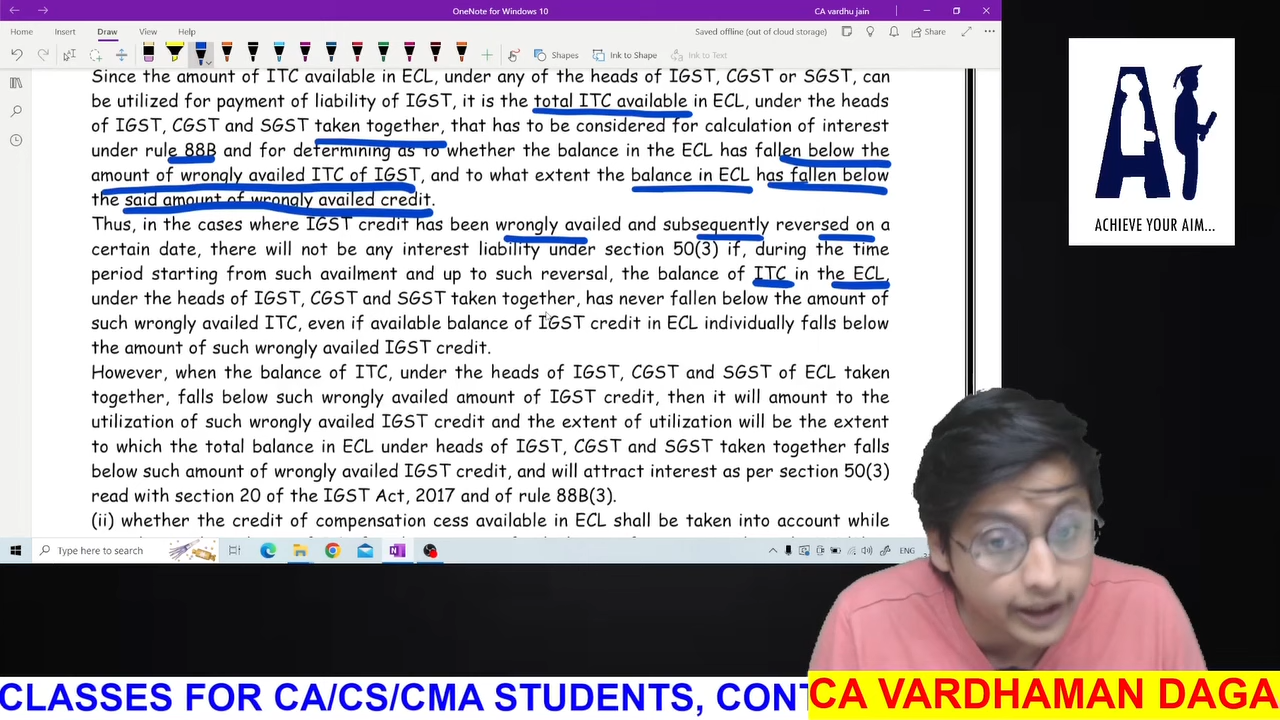 OneNote for Windows 10
CA vardhu jain
Home Insert Draw View Help
Saved offline (out of cloud storage)
Share
Shapes
Ink to Shape
Ink to Text
Since the amount of ITC available in ECL, under any of the heads of IGST, CGST or SGST, can
be utilized for payment of liability of IGST, it is the total ITC available in ECL, under the heads
of IGST, CGST and SGST taken together, that has to be considered for calculation of interest
under rule 88B and for determining as to whether the balance in the ECL has fallen below the
amount of wrongly availed ITC of IGST, and to what extent the balance in ECL has fallen below
the said amount of wrongly availed credit.
Thus, in the cases where IGST credit has been wrongly availed and subsequently reversed on a
certain date, there will not be any interest liability under section 50(3) if, during the time
period starting from such availment and up to such reversal, the balance of ITC in the ECL,
under the heads of IGST, CGST and SGST taken together, has never fallen below the amount of
such wrongly availed ITC, even if available balance of IGST credit in ECL individually falls below
the amount of such wrongly availed IGST credit.
However, when the balance of ITC, under the heads of IGST, CGST and SGST of ECL taken
together, falls below such wrongly availed amount of IGST credit, then it will amount to the
utilization of such wrongly availed IGST credit and the extent of utilization will be the extent
to which the total balance in ECL under heads of IGST, CGST and SGST taken together falls
below such amount of wrongly availed IGST credit, and will attract interest as per section 50(3)
read with section 20 of the IGST Act, 2017 and of rule 88B(3).
(ii) whether the credit of compensation cess available in ECL shall be taken into account while
Type here to search
ENG
A
ACHIEVE YOUR AIM...
CLASSES FOR CA/CS/CMA STUDENTS, CONT
CA VARDHAMAN DAGA